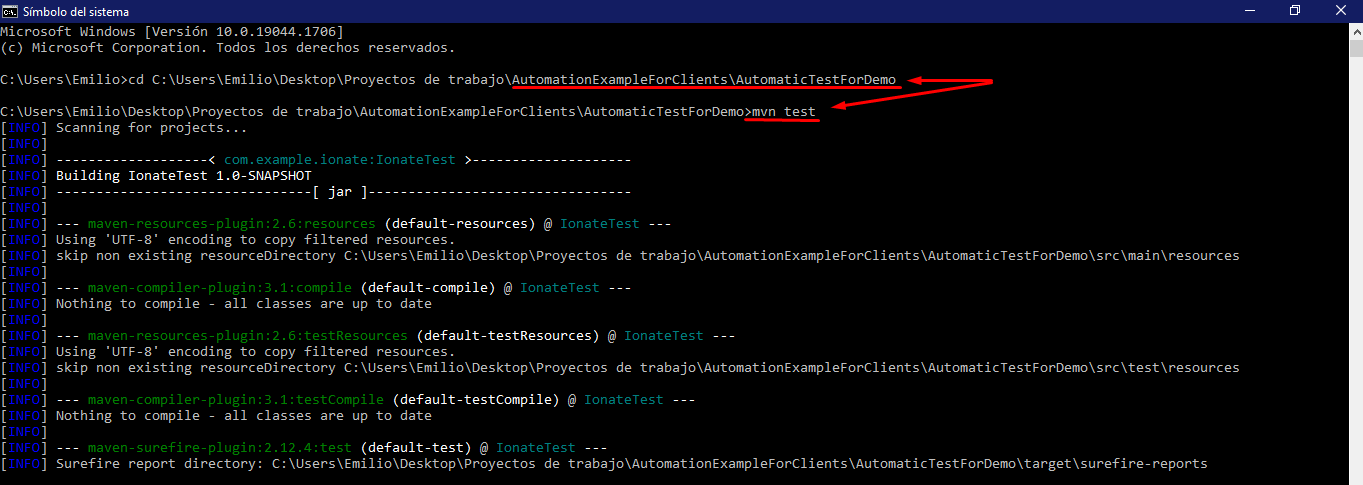 Símbolo del sistema
Microsoft Windows [Versión 10.0.19044.1706]
(c) Microsoft Corporation. Todos los derechos reservados.
C:\Users\Emilio>cd C:\Users\Emilio\Desktop\Proyectos de trabajo\AutomationExampleForClients\AutomaticTestForDemo
C:\Users\Emilio\Desktop\Proyectos de trabajo\AutomationExampleForClients\AutomaticTestForDemo>mvn test
[INFO] Scanning for projects...
[INFO]
[INFO] -------------------< com.example.ionate:IonateTest >--------------------
[INFO] Building IonateTest 1.0-SNAPSHOT
[INFO] --------------------------------[ jar ]---------------------------------
[INFO]
[INFO] --- maven-resources-plugin:2.6:resources (default-resources) @ IonateTest ---
[INFO] Using 'UTF-8' encoding to copy filtered resources.
[INFO] skip non existing resourceDirectory C:\Users\Emilio\Desktop\Proyectos de trabajo\AutomationExampleForClients\AutomaticTestForDemo\src\main\resources
[INFO]
[INFO] --- maven-compiler-plugin:3.1:compile (default-compile) @ IonateTest ---
[INFO] Nothing to compile - all classes are up to date
[INFO]
[INFO] --- maven-resources-plugin:2.6:testResources (default-testResources) @ IonateTest ---
[INFO] Using 'UTF-8' encoding to copy filtered resources.
[INFO] skip non existing resourceDirectory C:\Users\Emilio\Desktop\Proyectos de trabajo\AutomationExampleForClients\AutomaticTestForDemo\src\test\resources
[INFO]
[INFO] --- maven-compiler-plugin:3.1:testCompile (default-testCompile) @ IonateTest ---
[INFO] Nothing to compile - all classes are up to date
[INFO]
[INFO] --- maven-surefire-plugin:2.12.4:test (default-test) @ IonateTest ---
[INFO] Surefire report directory: C:\Users\Emilio\Desktop\Proyectos de trabajo\AutomationExampleForClients\AutomaticTestForDemo\target\surefire-reports